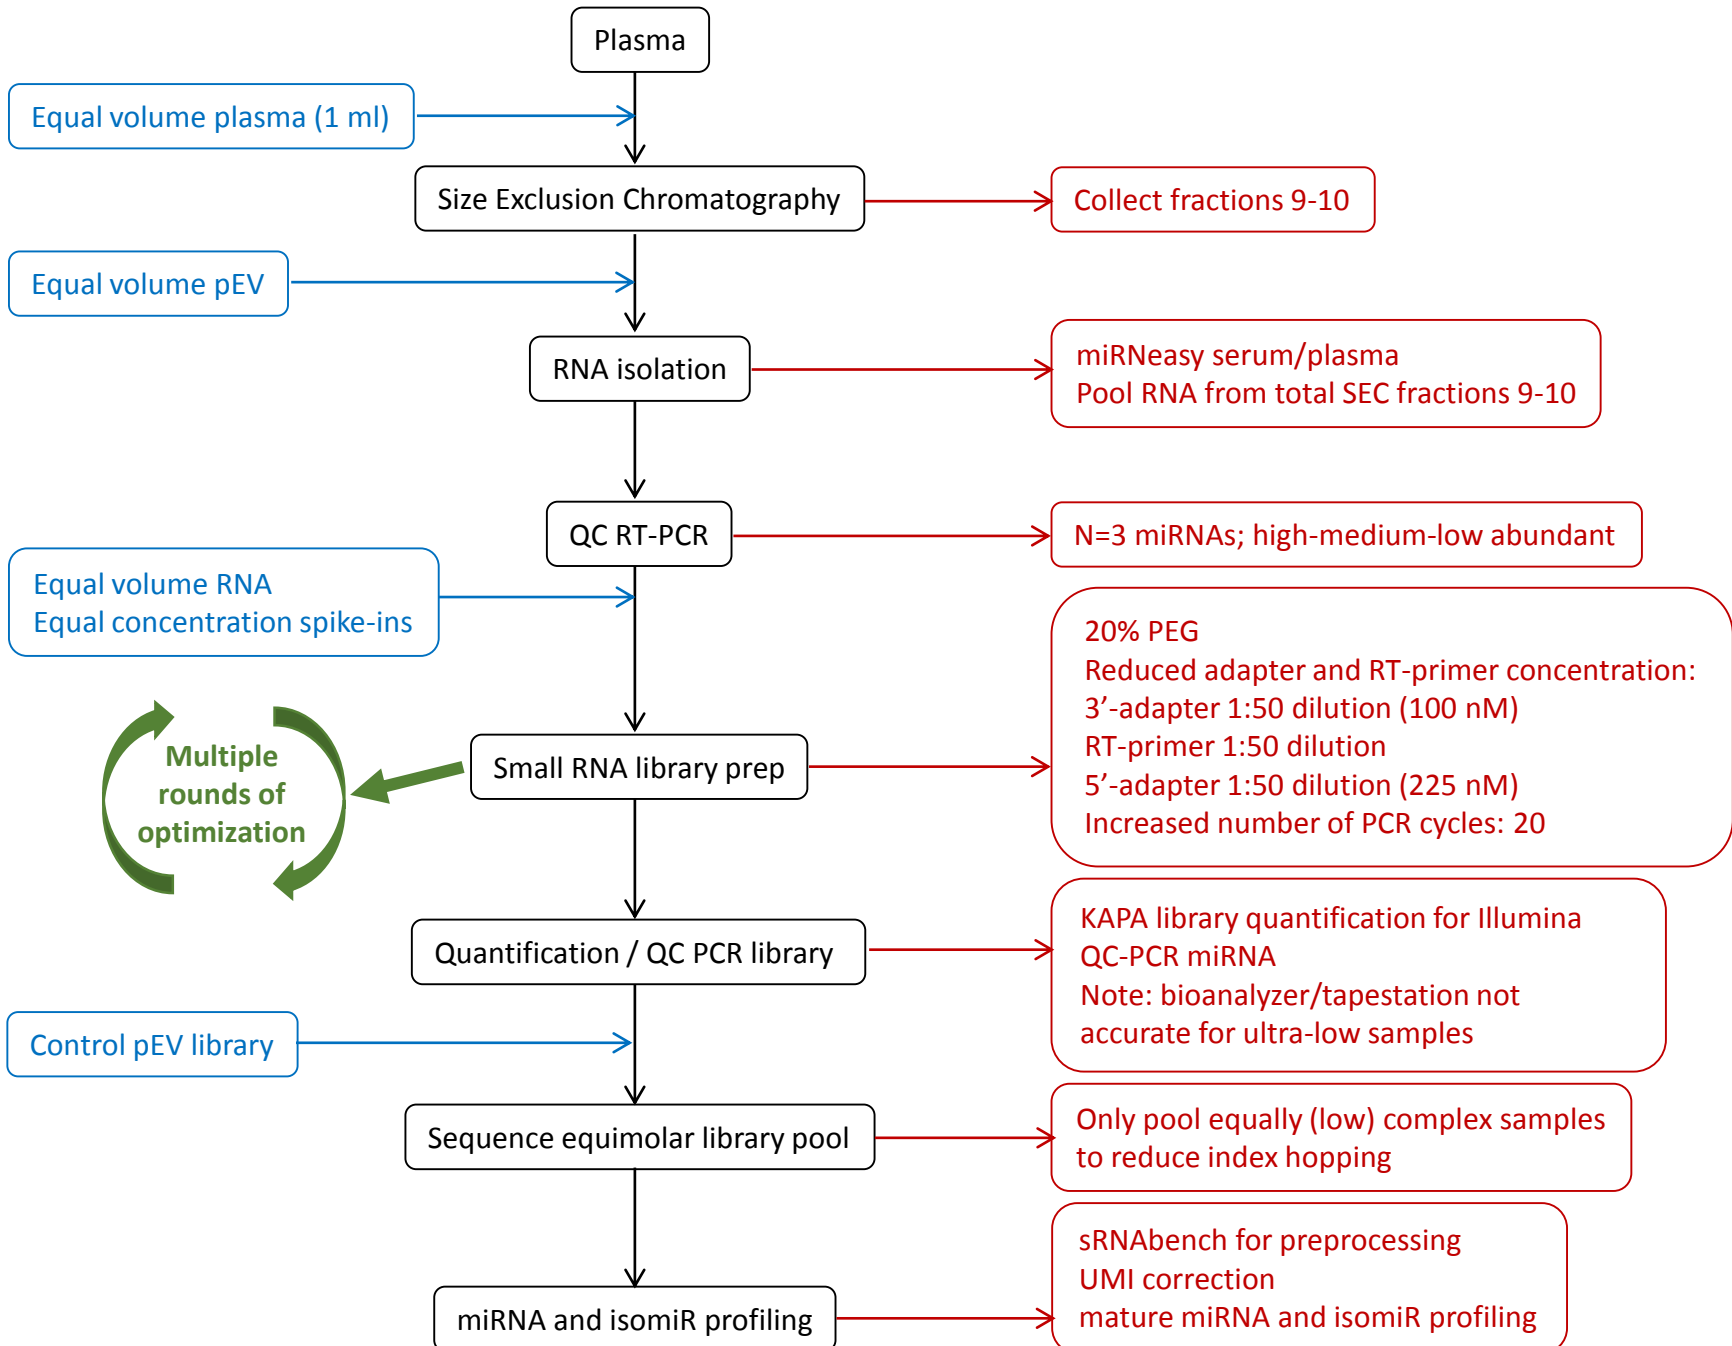 Plasma
Equal volume plasma (1 ml)
Size Exclusion Chromatography
Collect fractions 9-10
Equal volume pEV
RNA isolation
miRNeasy serum/plasma
Pool RNA from total SEC fractions 9-10
QC RT-PCR
N=3 miRNAs; high-medium-low abundant
Equal volume RNA
Equal concentration spike-ins
20% PEG
Reduced adapter and RT-primer concentration:
3’-adapter 1:50 dilution (100 nM)
RT-primer 1:50 dilution
5’-adapter 1:50 dilution (225 nM)
Increased number of PCR cycles: 20
Small RNA library prep
Multiple
rounds of
optimization
Quantification / QC PCR library
KAPA library quantification for Illumina
QC-PCR miRNA
Note: bioanalyzer/tapestation not
accurate for ultra-low samples
Control pEV library
Sequence equimolar library pool
Only pool equally (low) complex samples
to reduce index hopping
miRNA and isomiR profiling
sRNAbench for preprocessing
UMI correction
mature miRNA and isomiR profiling